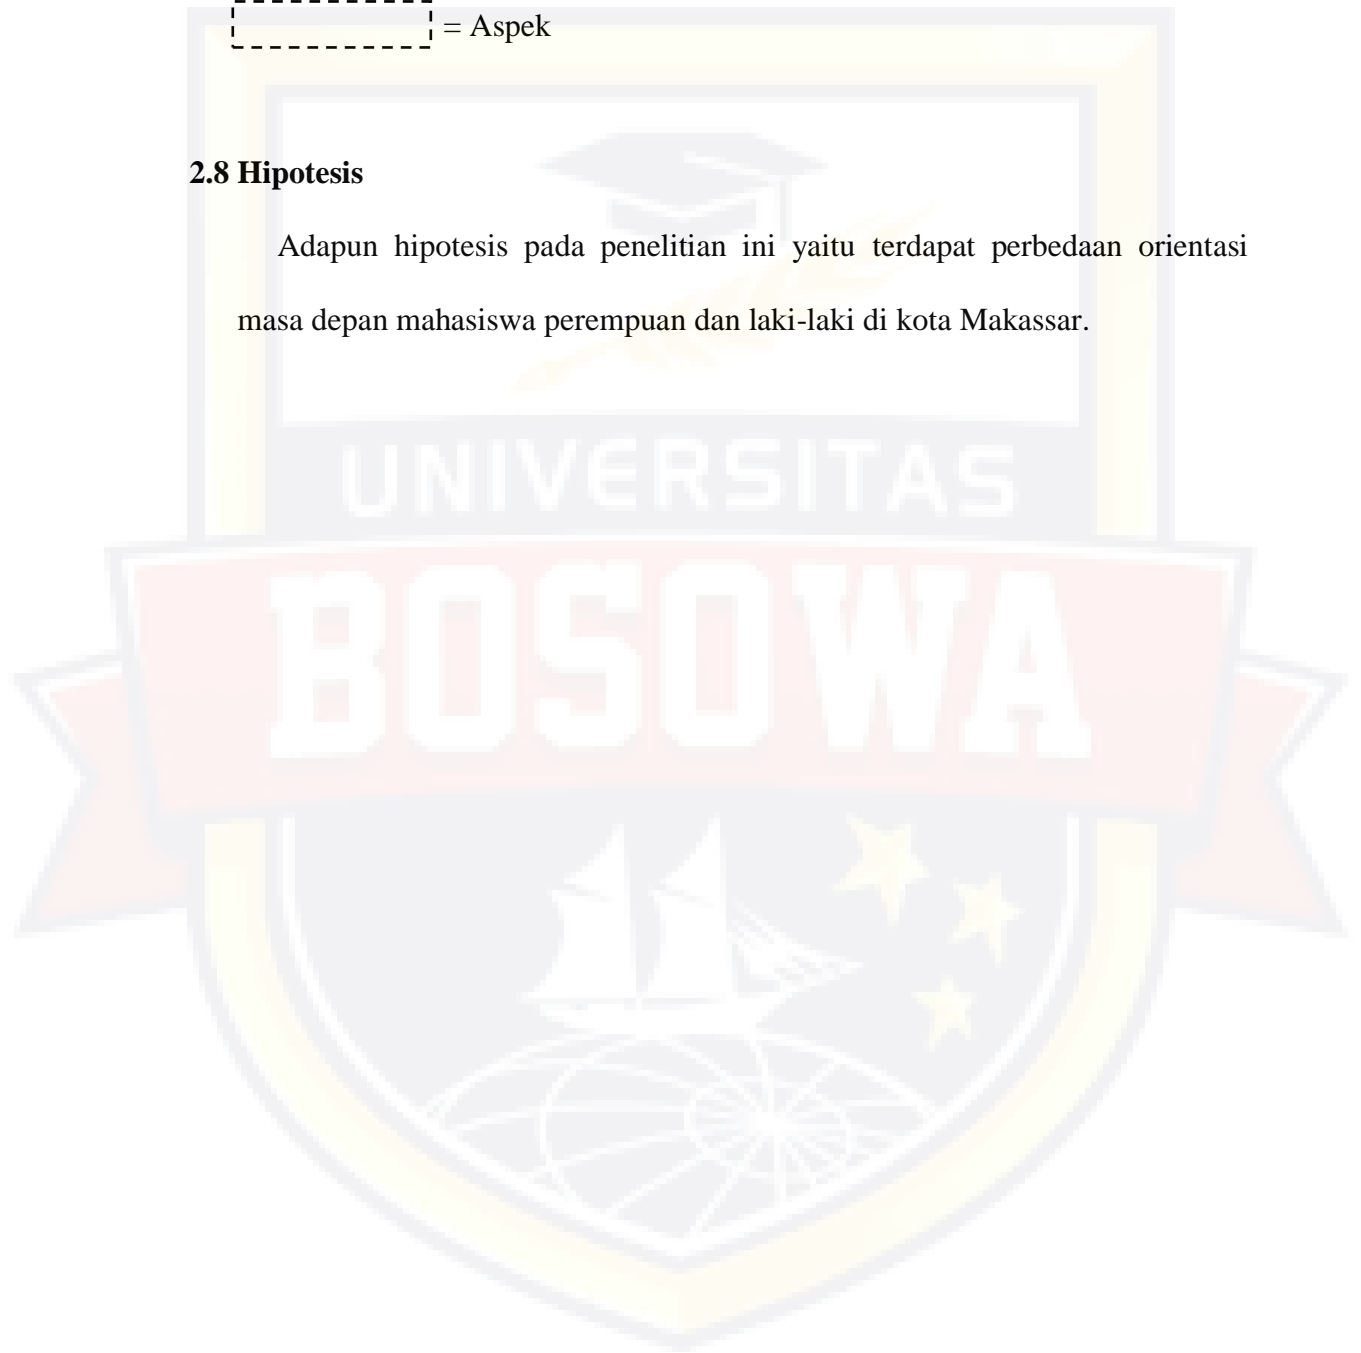 = Aspek
2.8 Hipotesis
Adapun hipotesis pada penelitian ini yaitu terdapat perbedaan orientasi
masa depan mahasiswa perempuan dan laki-laki di kota Makassar.
UNIVERSITAS
BOSOWA